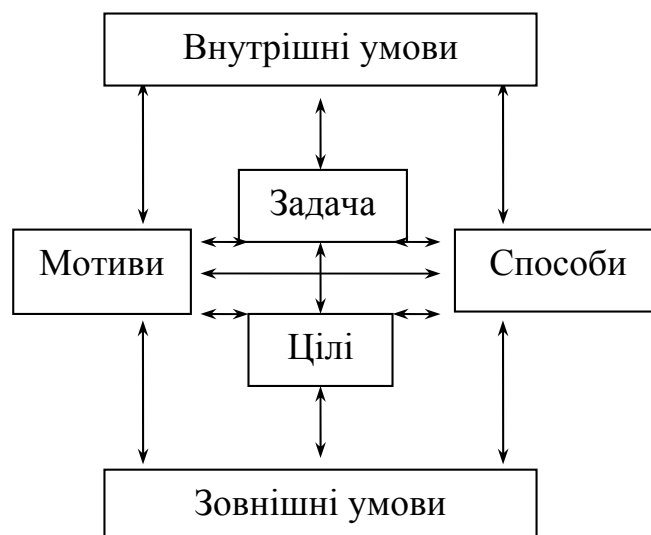 Внутрішні умови
Задача
Мотиви
Способи
Цілі
Зовнішні умови